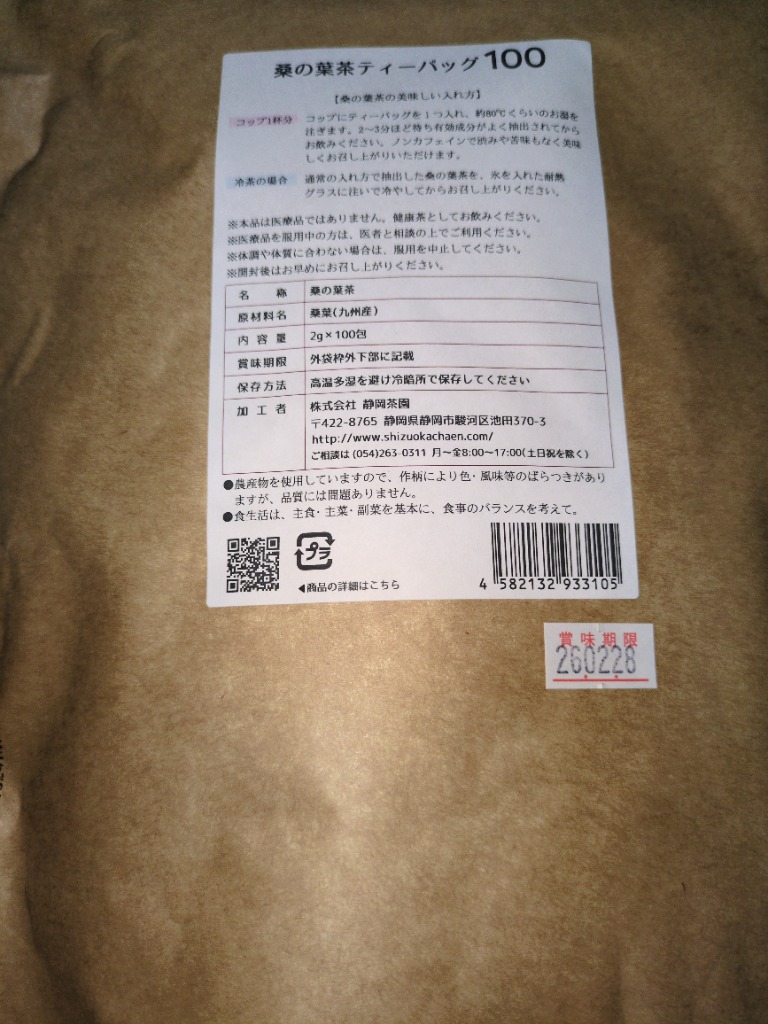 桑の葉茶ティーバッグ100
【桑の葉茶の美味しい入れ方】
コップ1杯分
コップにティーバッグを1つ入れ、約80℃くらいのお湯を
注ぎます。2～3分ほど待ち有効成分がよく抽出されてから
お飲みください。ノンカフェインで渋みや苦味もなく美味
しくお召し上がりいただけます。
冷茶の場合
通常の入れ方で抽出した桑の葉茶を、氷を入れた耐熱
グラスに注いで冷やしてからお召し上がりください。
※本品は医療品ではありません。健康茶としてお飲みください。
※医療品を服用中の方は、医者と相談の上でご利用ください。
※体調や体質に合わない場合は、服用を中止してください。
※開封後はお早めにお召し上がりください。
名称 桑の葉茶
原材料名 桑葉(九州産)
内容量 2g×100包
賞味期限 外袋枠外下部に記載
保存方法 高温多湿を避け冷暗所で保存してください
加工者 株式会社 静岡茶園
〒422-8765 静岡県静岡市駿河区池田370-3
http://www.shizuokachaen.com/
ご相談は(054)263-0311 月～金8:00～17:00(土日祝を除く)
●農産物を使用していますので、作柄により色・風味等のばらつきがあり
ますが、品質には問題ありません。
●食生活は、主食・主菜・副菜を基本に、食事のバランスを考えて。
プラ
◀商品の詳細はこちら
4 582132 933105
賞味期限
260228